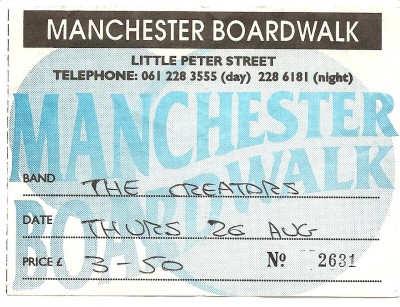 MANCHESTER BOARDWALK
LITTLE PETER STREET
TELEPHONE: 061 228 3555 (day) 228 6181 (night)
MANCHESTER
BOARDWALK
BAND THE CREATORS
DATE THURS 26 AUG
PRICE £ 3-50 Nº 2631